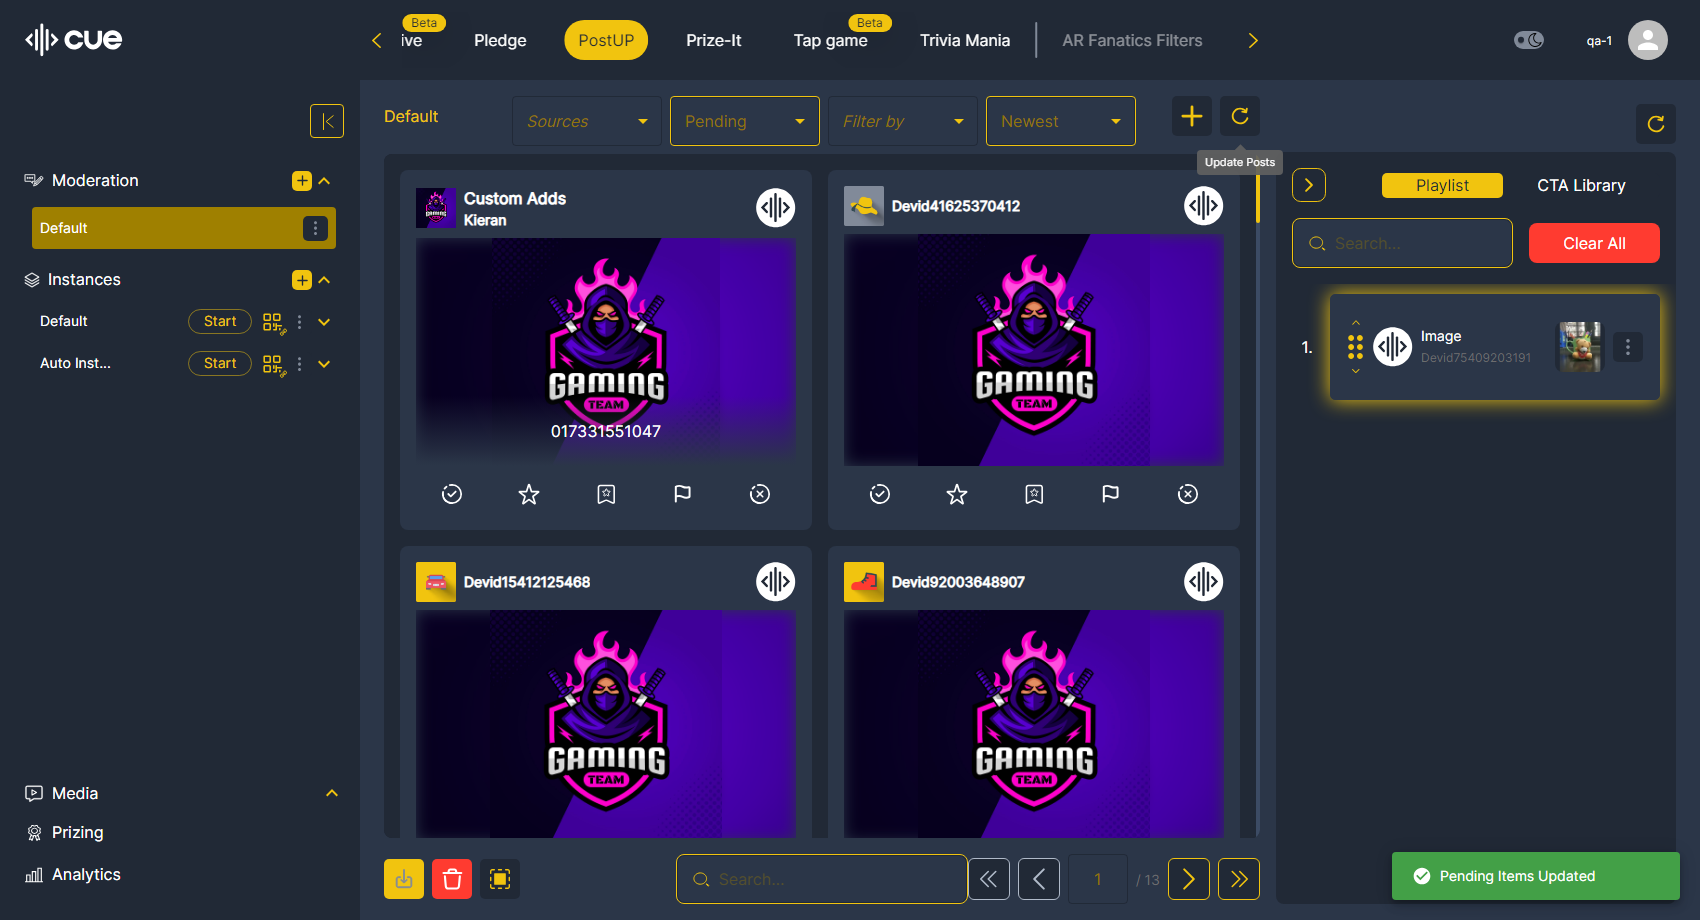 cue
Beta
ive
Pledge
PostUP
Prize-It
Beta
Tap game
Trivia Mania
AR Fanatics Filters
qa-1
Moderation
Default
Instances
Default
Start
Auto Inst...
Start
Media
Prizing
Analytics
Default
Sources
Pending
Filter by
Newest
Update Posts
Custom Adds
Kieran
GAMING
TEAM
017331551047
Devid41625370412
GAMING
TEAM
Devid15412125468
GAMING
TEAM
Devid92003648907
GAMING
TEAM
Search...
1
/ 13
Playlist
CTA Library
Search...
Clear All
1.
Image
Devid75409203191
Pending Items Updated